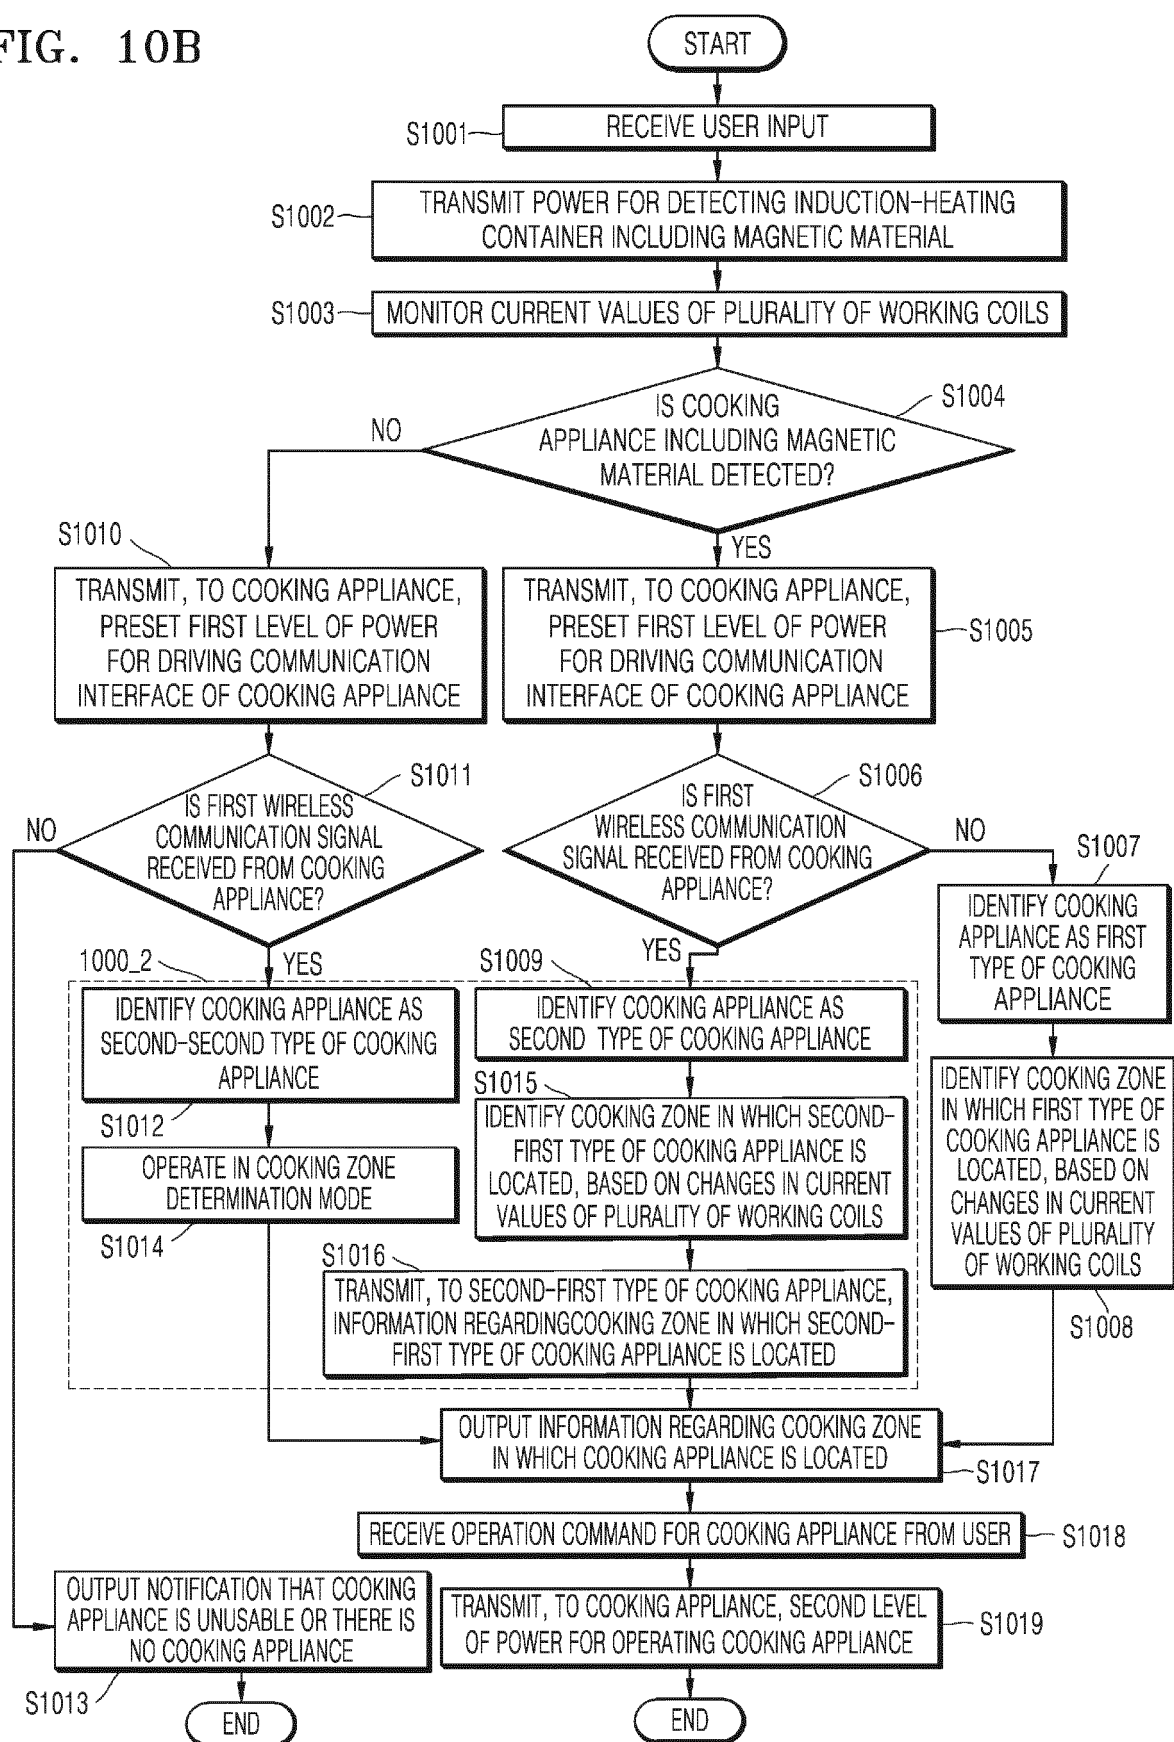 FIG. 10B
START
RECEIVE USER INPUT
S1001
TRANSMIT POWER FOR DETECTING INDUCTION-HEATING
CONTAINER INCLUDING MAGNETIC MATERIAL
S1002
MONITOR CURRENT VALUES OF PLURALITY OF WORKING COILS
S1003
IS COOKING
APPLIANCE INCLUDING MAGNETIC
MATERIAL DETECTED?
S1004
NO
YES
S1010
TRANSMIT, TO COOKING APPLIANCE,
PRESET FIRST LEVEL OF POWER
FOR DRIVING COMMUNICATION
INTERFACE OF COOKING APPLIANCE
TRANSMIT, TO COOKING APPLIANCE,
PRESET FIRST LEVEL OF POWER
FOR DRIVING COMMUNICATION
INTERFACE OF COOKING APPLIANCE
S1005
IS FIRST WIRELESS
COMMUNICATION SIGNAL
RECEIVED FROM COOKING
APPLIANCE?
S1011
NO
YES
IS FIRST
WIRELESS COMMUNICATION
SIGNAL RECEIVED FROM COOKING
APPLIANCE?
S1006
NO
YES
S1007
IDENTIFY COOKING
APPLIANCE AS FIRST
TYPE OF COOKING
APPLIANCE
1000_2
IDENTIFY COOKING APPLIANCE AS
SECOND-SECOND TYPE OF COOKING
APPLIANCE
S1012
OPERATE IN COOKING ZONE
DETERMINATION MODE
S1014
S1009
IDENTIFY COOKING APPLIANCE AS
SECOND TYPE OF COOKING APPLIANCE
S1015
IDENTIFY COOKING ZONE IN WHICH SECOND-
FIRST TYPE OF COOKING APPLIANCE IS
LOCATED, BASED ON CHANGES IN CURRENT
VALUES OF PLURALITY OF WORKING COILS
S1016
TRANSMIT, TO SECOND-FIRST TYPE OF COOKING APPLIANCE,
INFORMATION REGARDINGCOOKING ZONE IN WHICH SECOND-
FIRST TYPE OF COOKING APPLIANCE IS LOCATED
IDENTIFY COOKING ZONE
IN WHICH FIRST TYPE OF
COOKING APPLIANCE IS
LOCATED, BASED ON
CHANGES IN CURRENT
VALUES OF PLURALITY
OF WORKING COILS
S1008
OUTPUT INFORMATION REGARDING COOKING ZONE
IN WHICH COOKING APPLIANCE IS LOCATED
S1017
RECEIVE OPERATION COMMAND FOR COOKING APPLIANCE FROM USER
S1018
OUTPUT NOTIFICATION THAT COOKING
APPLIANCE IS UNUSABLE OR THERE IS
NO COOKING APPLIANCE
S1013
TRANSMIT, TO COOKING APPLIANCE, SECOND LEVEL
OF POWER FOR OPERATING COOKING APPLIANCE
S1019
END
END